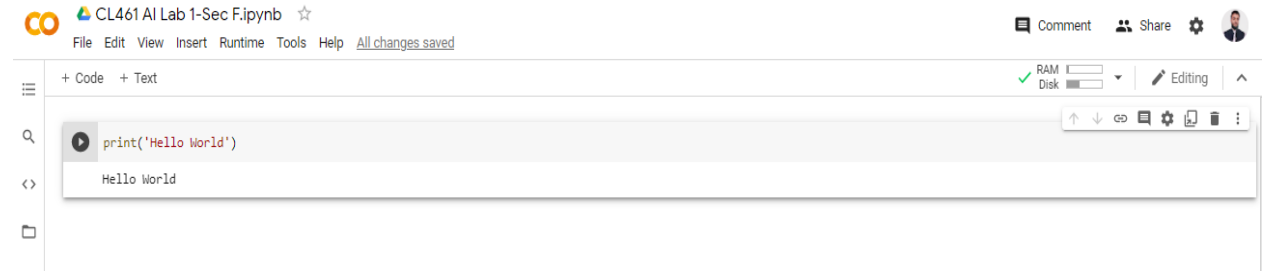 CL461 AI Lab 1-Sec F.ipynb
Comment Share
File Edit View Insert Runtime Tools Help All changes saved
+ Code + Text
RAM
Disk
Editing
print('Hello World')
Hello World